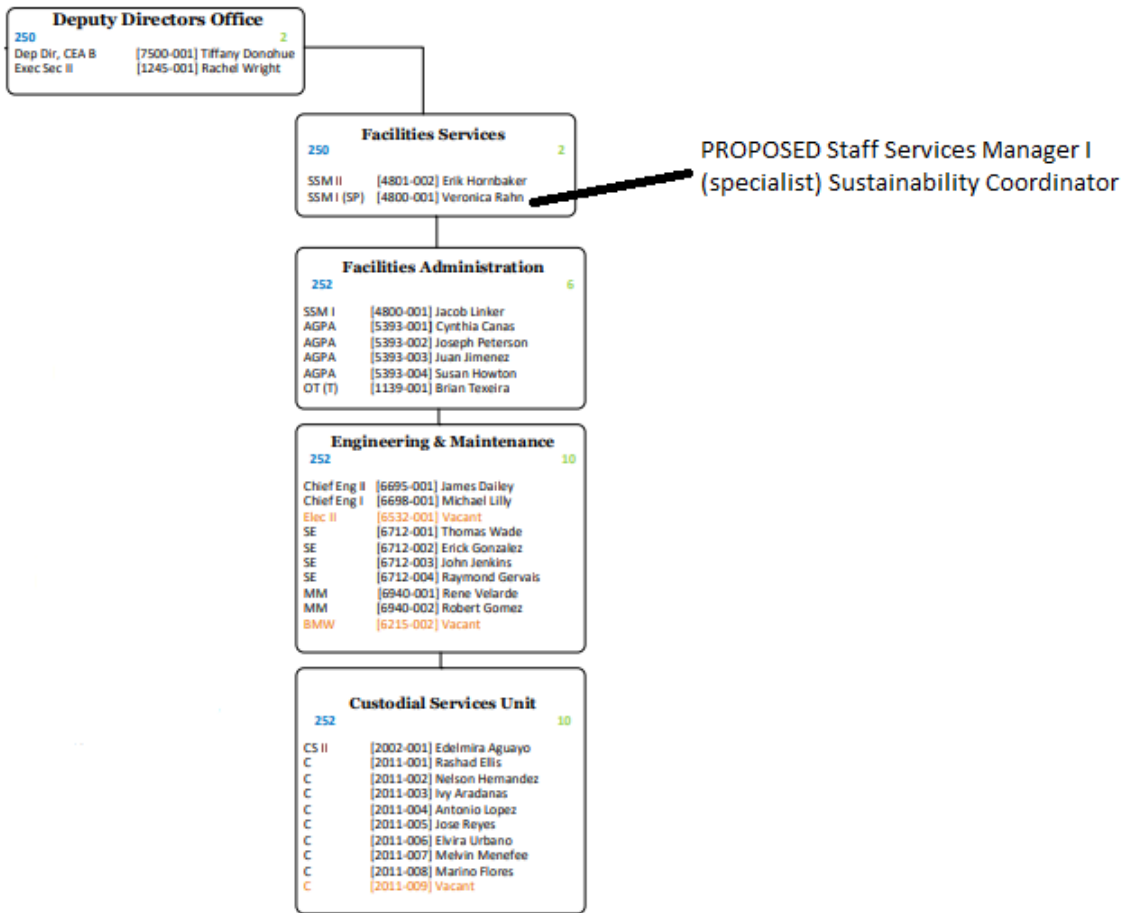 Deputy Directors Office
250 2
Dep Dir, CEA B [7500-001] Tiffany Donohue
Exec Sec II [1245-001] Rachel Wright
Facilities Services
250 2
SSM II [4801-002] Erik Hornbaker
SSM I (SP) [4800-001] Veronica Rahn
PROPOSED Staff Services Manager I
(specialist) Sustainability Coordinator
Facilities Administration
252 6
SSM I [4800-001] Jacob Linker
AGPA [5393-001] Cynthia Canas
AGPA [5393-002] Joseph Peterson
AGPA [5393-003] Juan Jimenez
AGPA [5393-004] Susan Howton
OT (T) [1139-001] Brian Texeira
Engineering & Maintenance
252 10
Chief Eng II [6695-001] James Dailey
Chief Eng I [6698-001] Michael Lilly
Elec II [6532-001] Vacant
SE [6712-001] Thomas Wade
SE [6712-002] Erick Gonzalez
SE [6712-003] John Jenkins
SE [6712-004] Raymond Gervais
MM [6940-001] Rene Velarde
MM [6940-002] Robert Gomez
BMW [6215-002] Vacant
Custodial Services Unit
252 10
CS II [2002-001] Edelmira Aguayo
C [2011-001] Rashad Ellis
C [2011-002] Nelson Hernandez
C [2011-003] Ivy Aradanas
C [2011-004] Antonio Lopez
C [2011-005] Jose Reyes
C [2011-006] Elvira Urbano
C [2011-007] Melvin Menefee
C [2011-008] Marino Flores
C [2011-009] Vacant